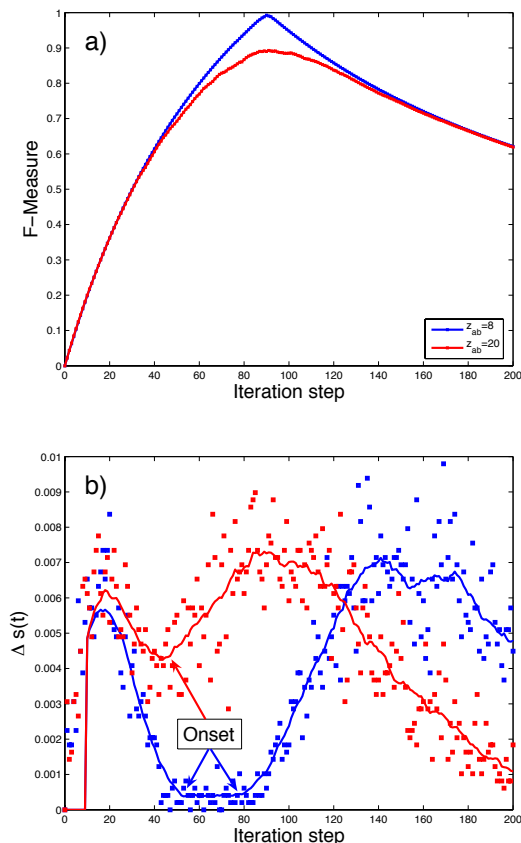 a)
1
0.9
0.8
0.7
0.6
0.5
0.4
0.3
0.2
0.1
0
F−Measure
z_ab=8
z_ab=20
0 20 40 60 80 100 120 140 160 180 200
Iteration step
b)
0.01
0.009
0.008
0.007
0.006
0.005
0.004
0.003
0.002
0.001
0
Δ s(t)
Onset
0 20 40 60 80 100 120 140 160 180 200
Iteration step